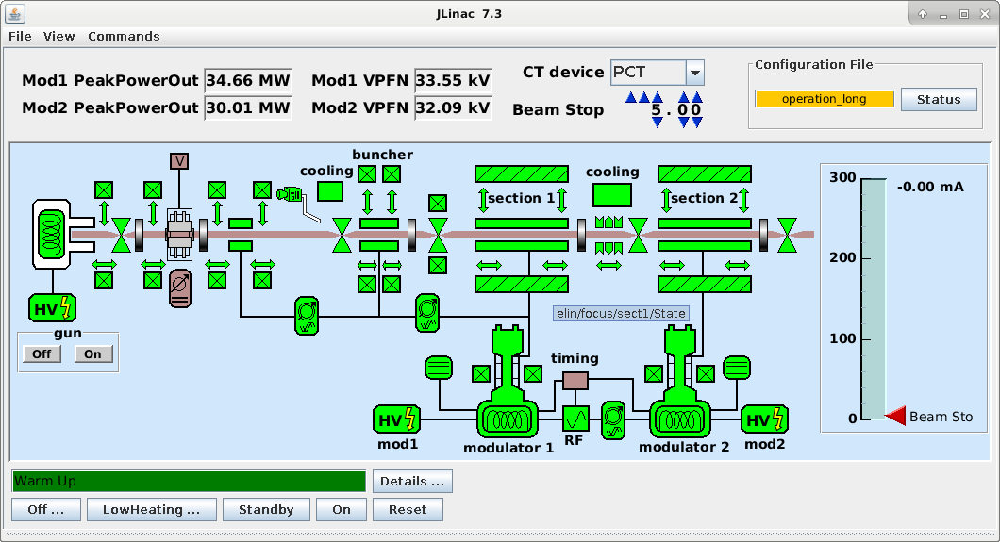 JLinac 7.3
File View Commands
Mod1 PeakPowerOut 34.66 MW Mod1 VPFN 33.55 kV CT device PCT
Mod2 PeakPowerOut 30.01 MW Mod2 VPFN 32.09 kV Beam Stop 5.00
Configuration File
operation_long Status
V
cooling
buncher
section 1
cooling
section 2
HV
gun
Off On
elin/focus/sect1/State
timing
HV
mod1
modulator 1
RF
modulator 2
HV
mod2
300
-0.00 mA
200
100
0
Beam Sto
Warm Up Details ...
Off ... LowHeating ... Standby On Reset